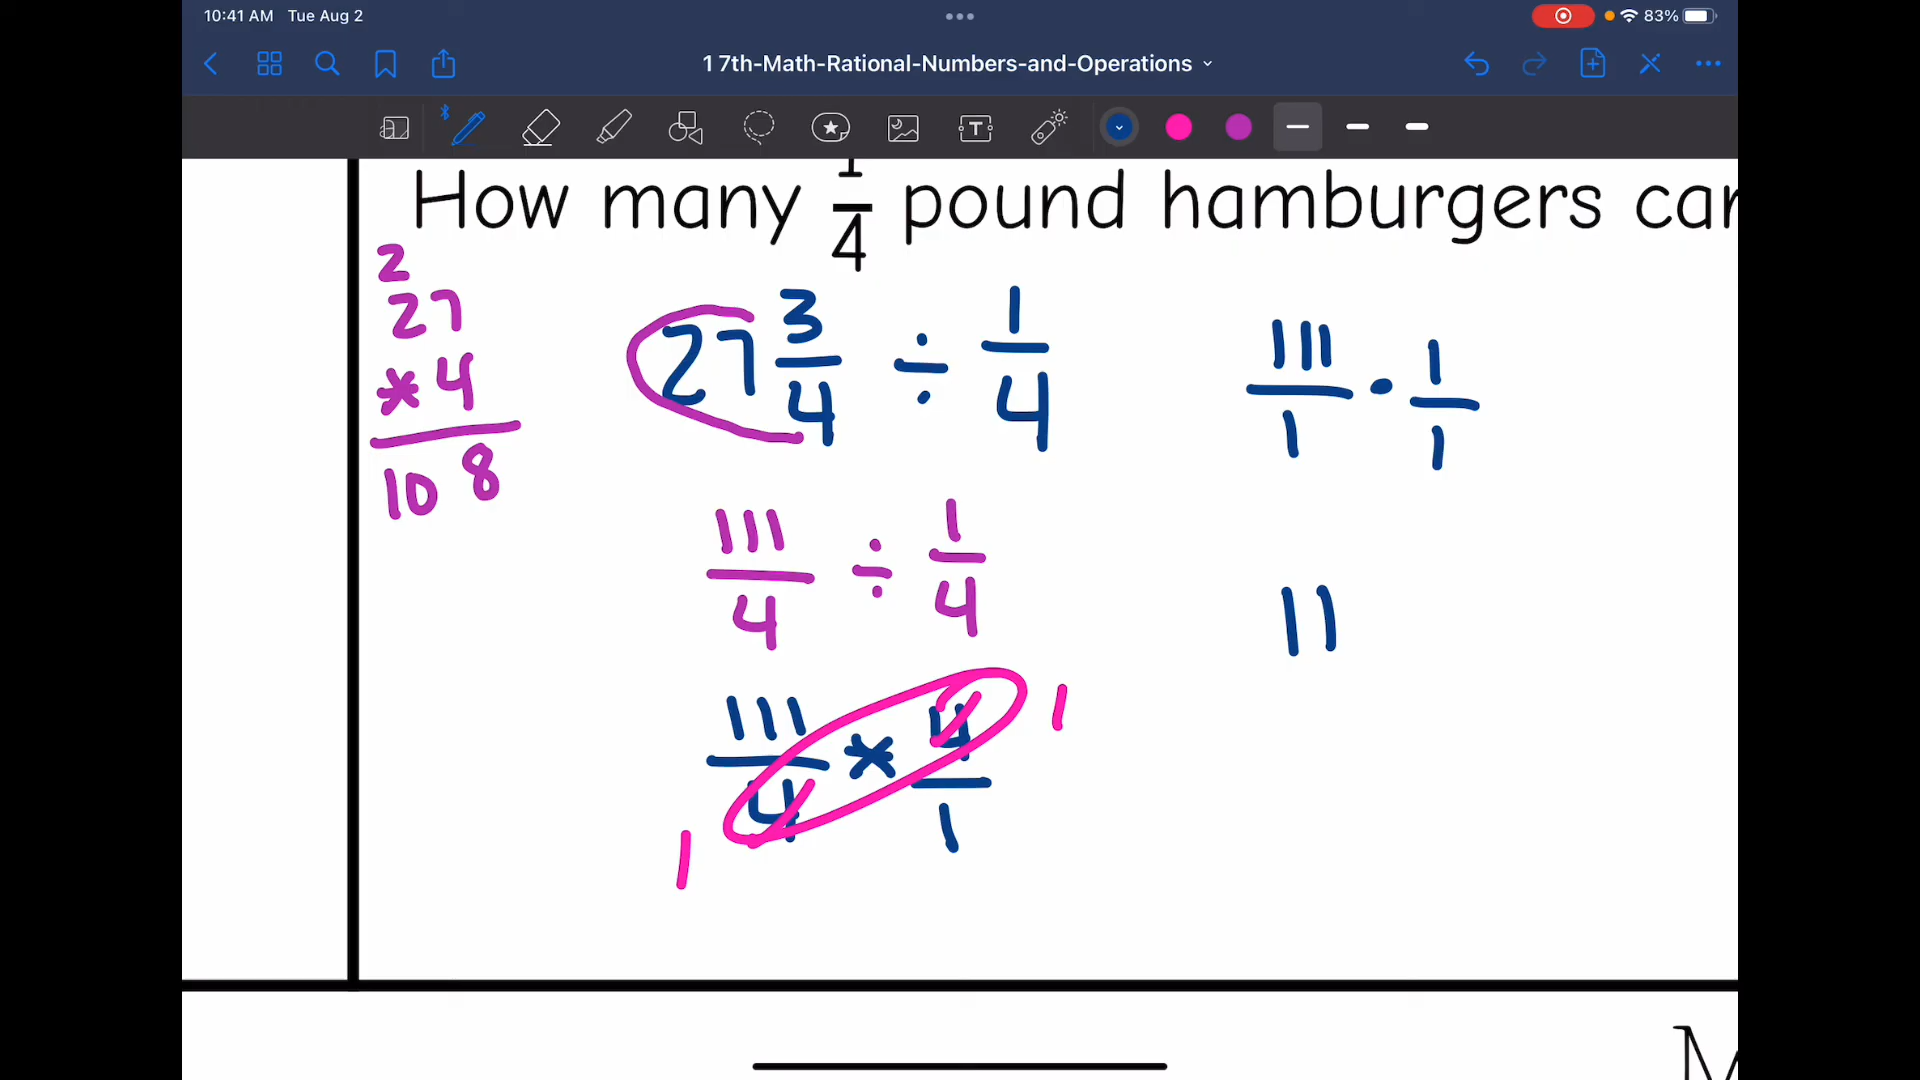 10:41 AM Tue Aug 2
83%
1 7th-Math-Rational-Numbers-and-Operations
How many 1/4 pound hamburgers can
2
27
* 4
108
27 3/4 ÷ 1/4
111/4 ÷ 1/4
111/4 * 4/1
1
1
111/1 · 1/1
11
M